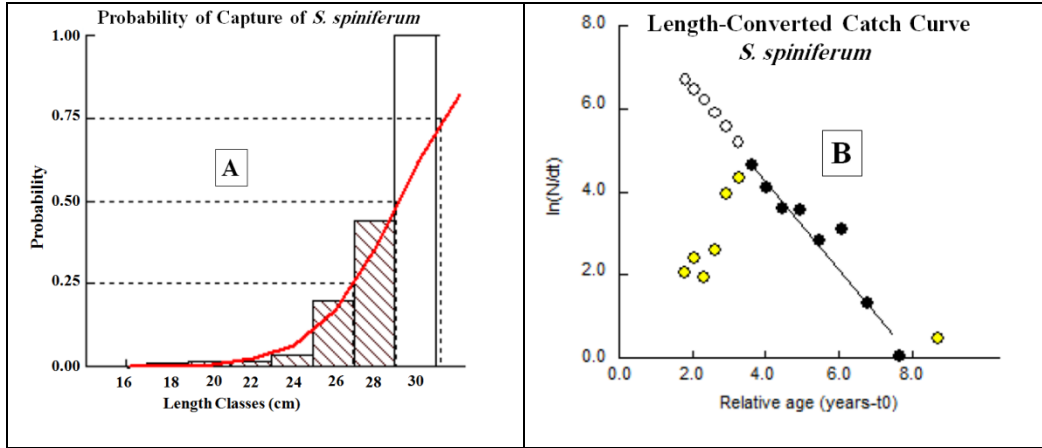 Probability of Capture of S. spiniferum
1.00
0.75
0.50
0.25
0.00
Probability
A
16 18 20 22 24 26 28 30
Length Classes (cm)
Length-Converted Catch Curve
S. spiniferum
8.0
6.0
4.0
2.0
0.0
ln(N/dt)
B
0.0 2.0 4.0 6.0 8.0
Relative age (years-t0)